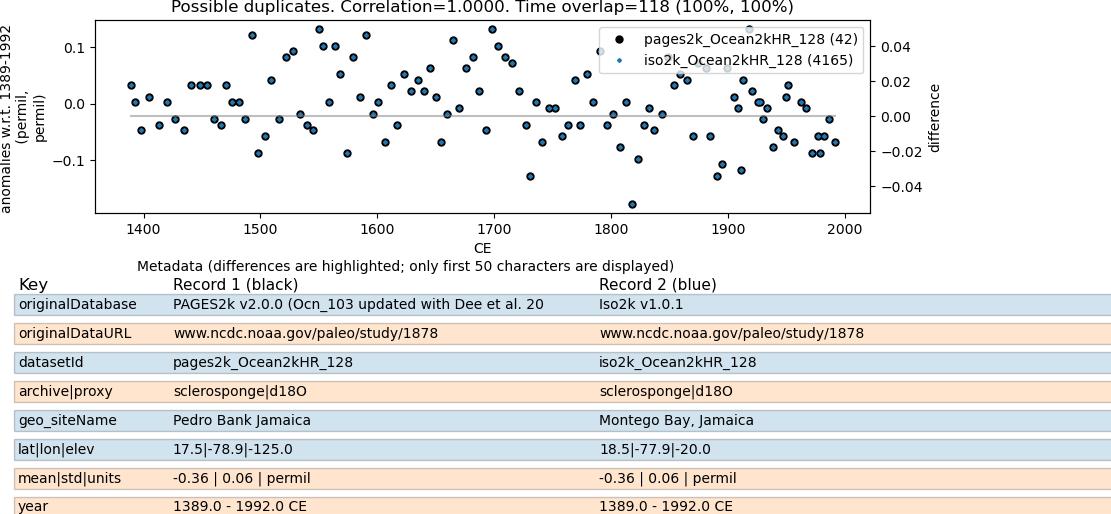 Possible duplicates. Correlation=1.0000. Time overlap=118 (100%, 100%)
anomalies w.r.t. 1389-1992
(permil,
permil)
0.1
0.0
−0.1
pages2k_Ocean2kHR_128 (42)
iso2k_Ocean2kHR_128 (4165)
0.04
0.02
0.00
−0.02
−0.04
difference
1400 1500 1600 1700 1800 1900 2000
CE
Metadata (differences are highlighted; only first 50 characters are displayed)
Key Record 1 (black) Record 2 (blue)
originalDatabase PAGES2k v2.0.0 (Ocn_103 updated with Dee et al. 20 Iso2k v1.0.1
originalDataURL www.ncdc.noaa.gov/paleo/study/1878 www.ncdc.noaa.gov/paleo/study/1878
datasetId pages2k_Ocean2kHR_128 iso2k_Ocean2kHR_128
archive|proxy sclerosponge|d18O sclerosponge|d18O
geo_siteName Pedro Bank Jamaica Montego Bay, Jamaica
lat|lon|elev 17.5|-78.9|-125.0 18.5|-77.9|-20.0
mean|std|units -0.36 | 0.06 | permil -0.36 | 0.06 | permil
year 1389.0 - 1992.0 CE 1389.0 - 1992.0 CE